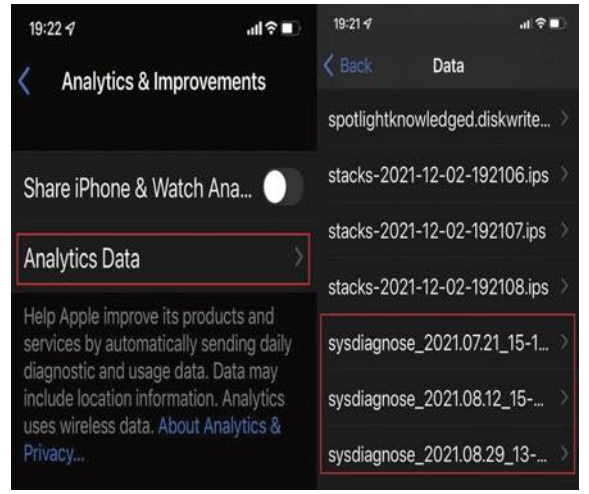 19:22
Analytics & Improvements
Share iPhone & Watch Ana...
Analytics Data
Help Apple improve its products and
services by automatically sending daily
diagnostic and usage data. Data may
include location information. Analytics
uses wireless data. About Analytics &
Privacy...
19:21
Back
Data
spotlightknowledged.diskwrite...
stacks-2021-12-02-192106.ips
stacks-2021-12-02-192107.ips
stacks-2021-12-02-192108.ips
sysdiagnose_2021.07.21_15-1...
sysdiagnose_2021.08.12_15-...
sysdiagnose_2021.08.29_13-...